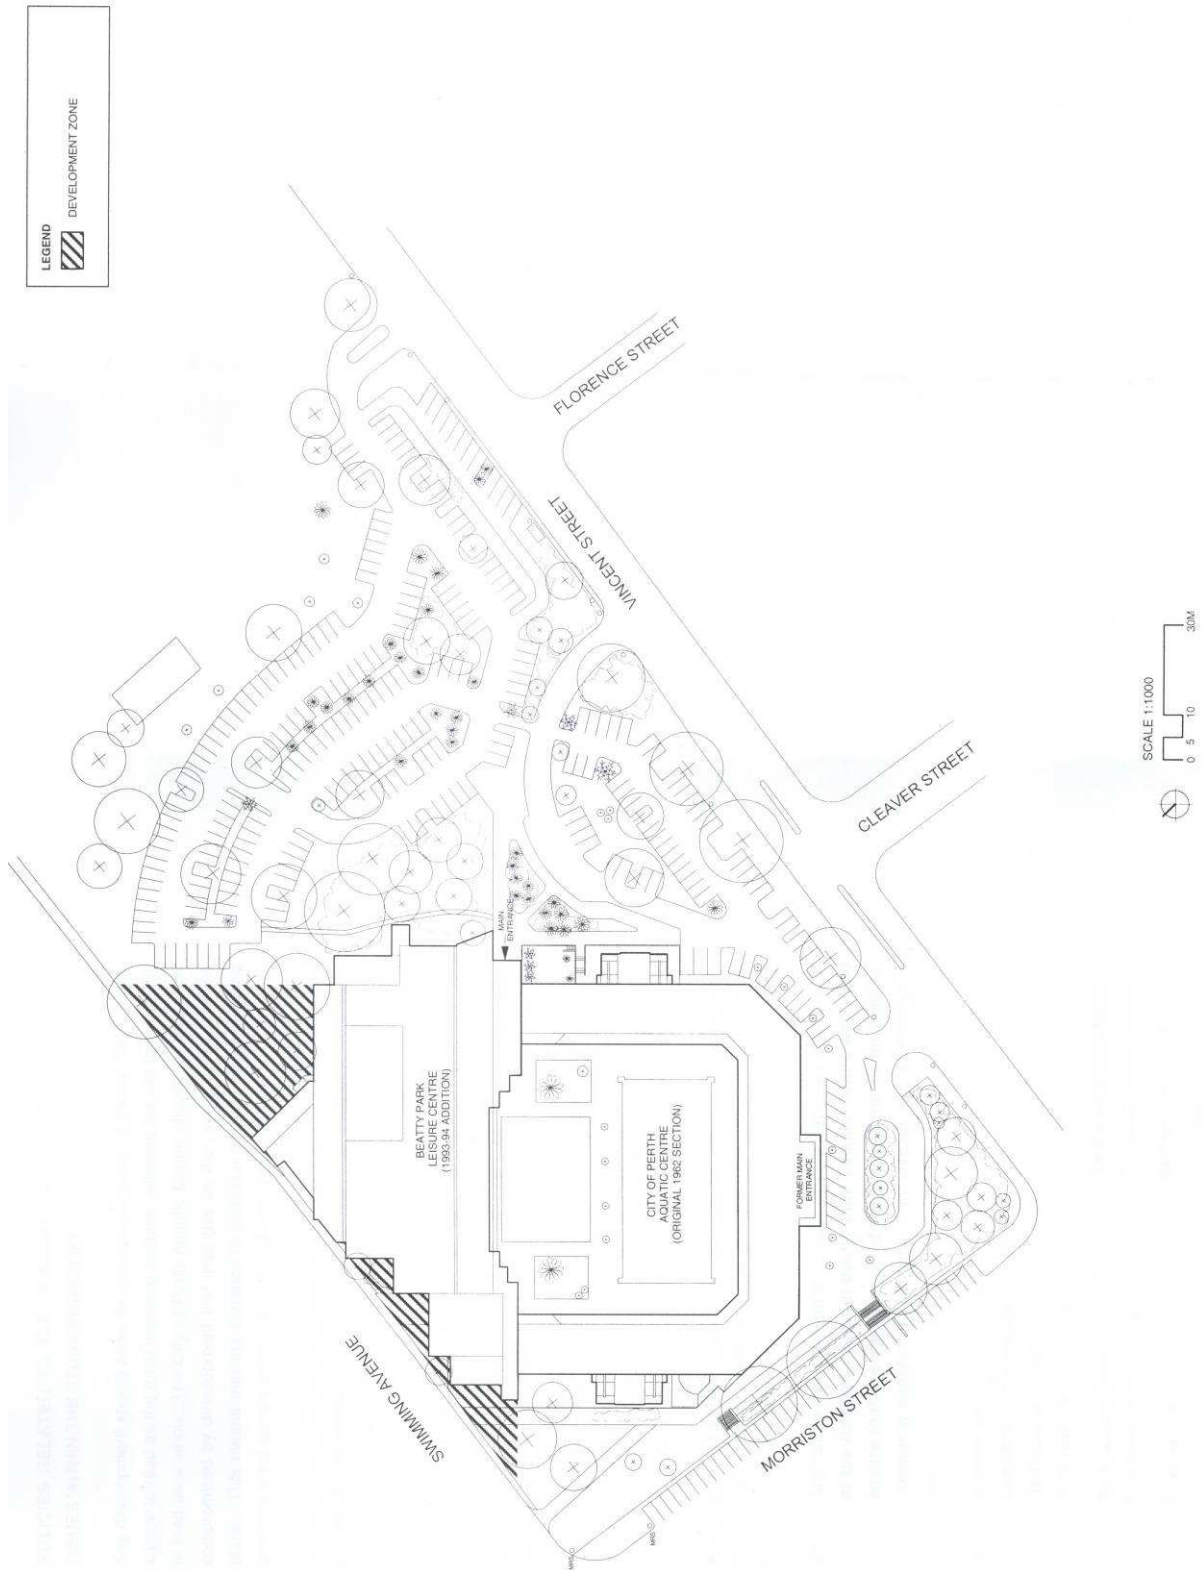 LEGEND
DEVELOPMENT ZONE
FLORENCE STREET
VINCENT STREET
CLEAVER STREET
MAIN
ENTRANCE
BEATTY PARK
LEISURE CENTRE
(1993-94 ADDITION)
CITY OF PERTH
AQUATIC CENTRE
(ORIGINAL 1962 SECTION)
FORMER MAIN
ENTRANCE
SWIMMING AVENUE
MORRISTON STREET
MRS
MRS
SCALE 1:1000
0 5 10 30M